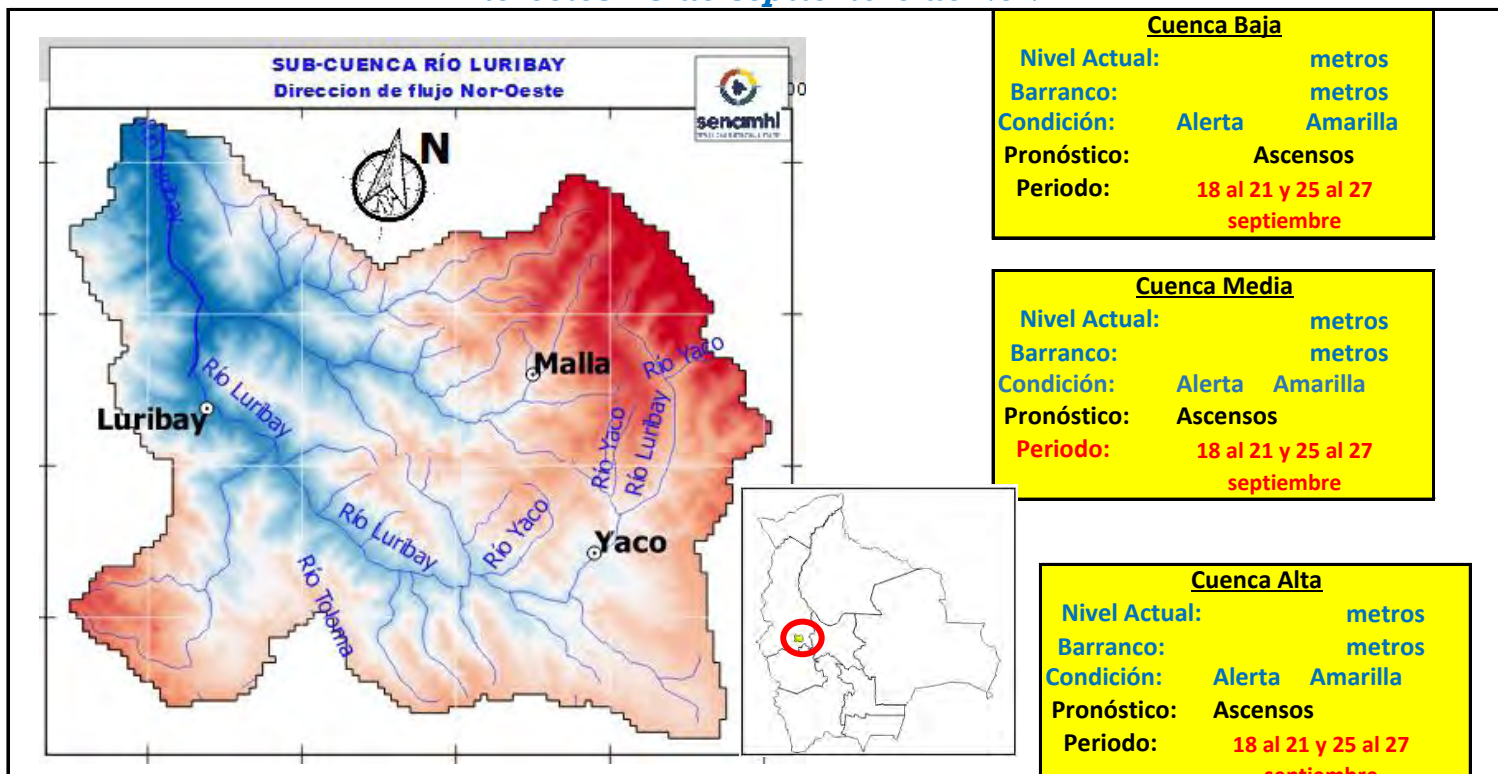 SUB-CUENCA RÍO LURIBAY
Direccion de flujo Nor-Oeste
senamhi
N
Luribay
Malla
Río Yaco
Río Luribay
Luribay
Río Yaco
Río Luribay
Río Luribay
Río Yaco
Yaco
Río Toloma
Cuenca Baja
Nivel Actual: metros
Barranco: metros
Condición: Alerta Amarilla
Pronóstico: Ascensos
Periodo: 18 al 21 y 25 al 27
septiembre
Cuenca Media
Nivel Actual: metros
Barranco: metros
Condición: Alerta Amarilla
Pronóstico: Ascensos
Periodo: 18 al 21 y 25 al 27
septiembre
Cuenca Alta
Nivel Actual: metros
Barranco: metros
Condición: Alerta Amarilla
Pronóstico: Ascensos
Periodo: 18 al 21 y 25 al 27
septiembre